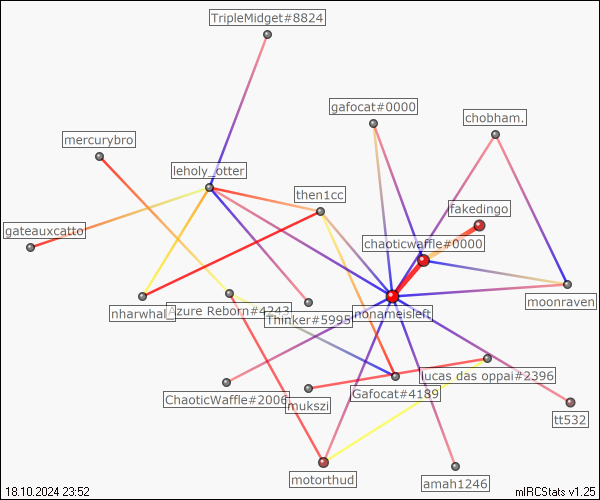 TripleMidget#8824
gafocat#0000
chobham.
mercurybro
leholy_otter
then1cc
fakedingo
gateauxcatto
chaoticwaffle#0000
nharwhal
Azure Reborn#4243
Thinker#5995
nonameisleft
moonraven
lucas das oppai#2396
ChaoticWaffle#2006
mukszi
Gafocat#4189
tt532
motorthud
amah1246
18.10.2024 23:52
mIRCStats v1.25